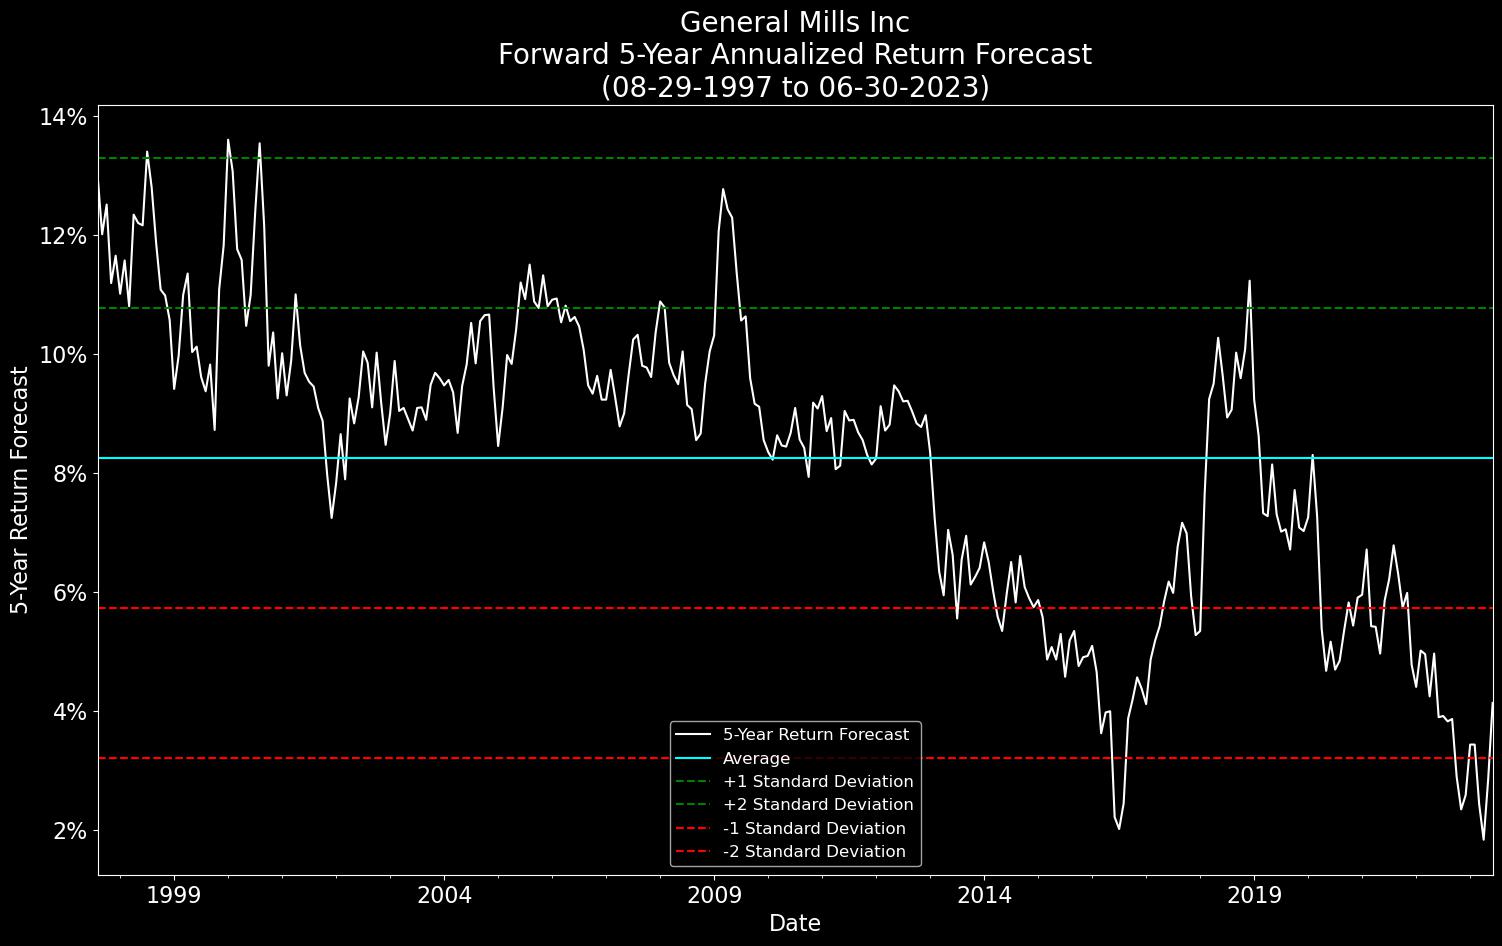 General Mills Inc
Forward 5-Year Annualized Return Forecast
(08-29-1997 to 06-30-2023)
14%
12%
10%
8%
6%
4%
2%
5-Year Return Forecast
5-Year Return Forecast
Average
+1 Standard Deviation
+2 Standard Deviation
-1 Standard Deviation
-2 Standard Deviation
1999 2004 2009 2014 2019
Date